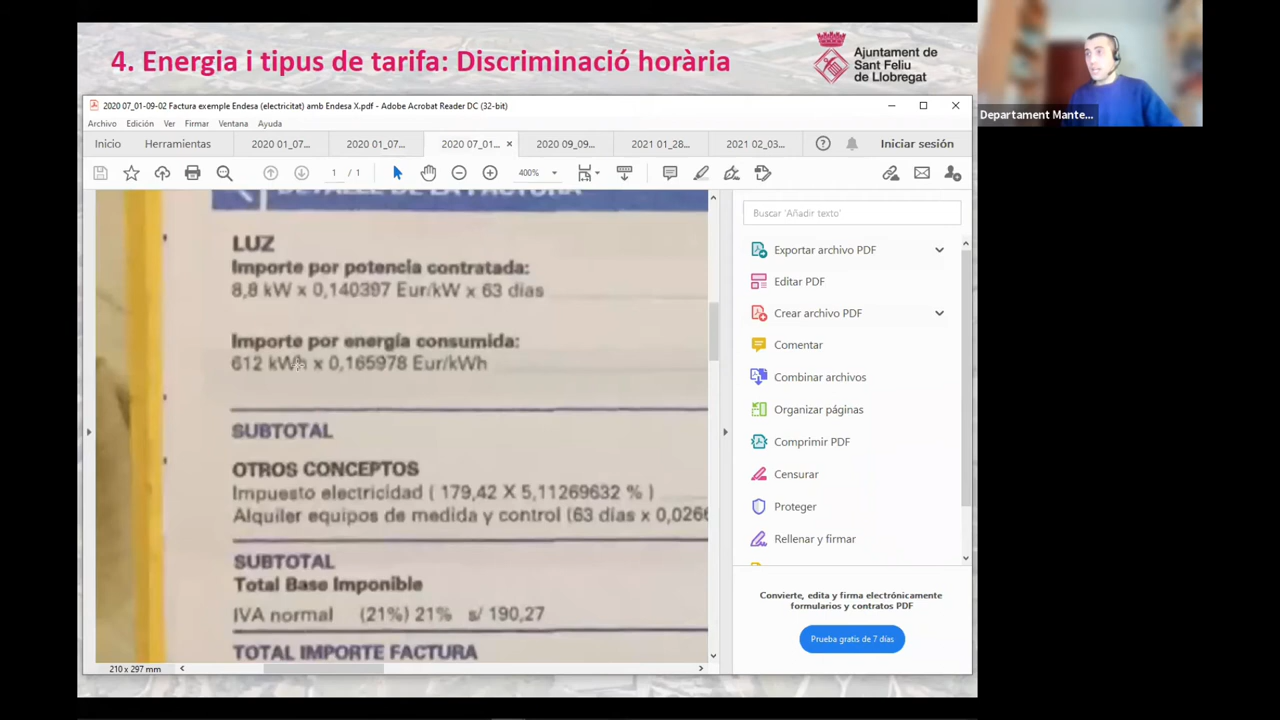 4. Energia i tipus de tarifa: Discriminació horària
Ajuntament de
Sant Feliu
de Llobregat
Departament Mante...
2020 07_01-09-02 Factura exemple Endesa (electricitat) amb Endesa X.pdf - Adobe Acrobat Reader DC (32-bit)
Archivo Edición Ver Firmar Ventana Ayuda
Inicio Herramientas 2020 01_07... 2020 01_07... 2020 07_01... 2020 09_09... 2021 01_28... 2021 02_03... Iniciar sesión
1 / 1 400%
DETALLE DE LA FACTURA
LUZ
Importe por potencia contratada:
8,8 kW x 0,140397 Eur/kW x 63 días
Importe por energía consumida:
612 kWh x 0,165978 Eur/kWh
SUBTOTAL
OTROS CONCEPTOS
Impuesto electricidad ( 179,42 X 5,11269632 % )
Alquiler equipos de medida y control (63 días x 0,0266
SUBTOTAL
Total Base Imponible
IVA normal (21%) 21% s/ 190,27
TOTAL IMPORTE FACTURA
210 x 297 mm
Buscar 'Añadir texto'
Exportar archivo PDF
Editar PDF
Crear archivo PDF
Comentar
Combinar archivos
Organizar páginas
Comprimir PDF
Censurar
Proteger
Rellenar y firmar
Convierte, edita y firma electrónicamente
formularios y contratos PDF
Prueba gratis de 7 días